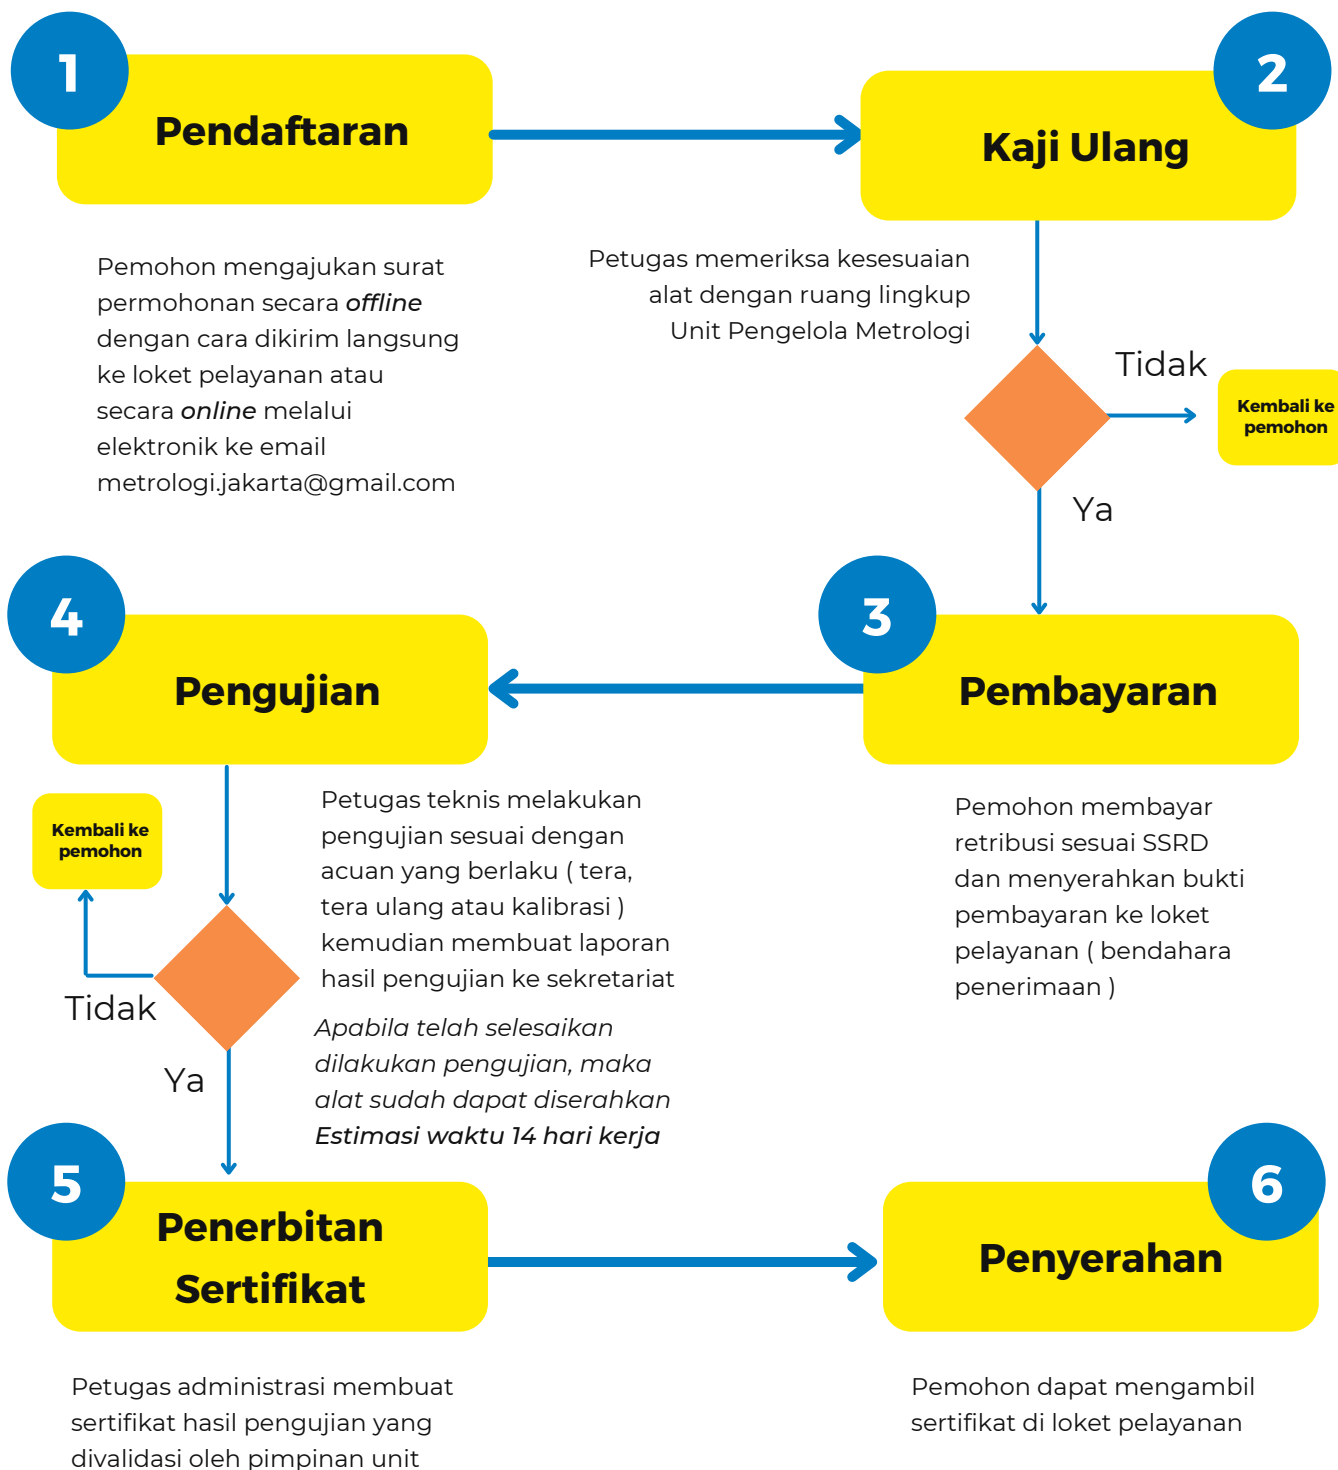 1
Pendaftaran
Pemohon mengajukan surat
permohonan secara offline
dengan cara dikirim langsung
ke loket pelayanan atau
secara online melalui
elektronik ke email
metrologi.jakarta@gmail.com
2
Kaji Ulang
Petugas memeriksa kesesuaian
alat dengan ruang lingkup
Unit Pengelola Metrologi
Tidak
Kembali ke
pemohon
Ya
3
Pembayaran
Pemohon membayar
retribusi sesuai SSRD
dan menyerahkan bukti
pembayaran ke loket
pelayanan ( bendahara
penerimaan )
4
Pengujian
Petugas teknis melakukan
pengujian sesuai dengan
acuan yang berlaku ( tera,
tera ulang atau kalibrasi )
kemudian membuat laporan
hasil pengujian ke sekretariat
Apabila telah selesaikan
dilakukan pengujian, maka
alat sudah dapat diserahkan
Estimasi waktu 14 hari kerja
Kembali ke
pemohon
Tidak
Ya
5
Penerbitan
Sertifikat
Petugas administrasi membuat
sertifikat hasil pengujian yang
divalidasi oleh pimpinan unit
6
Penyerahan
Pemohon dapat mengambil
sertifikat di loket pelayanan